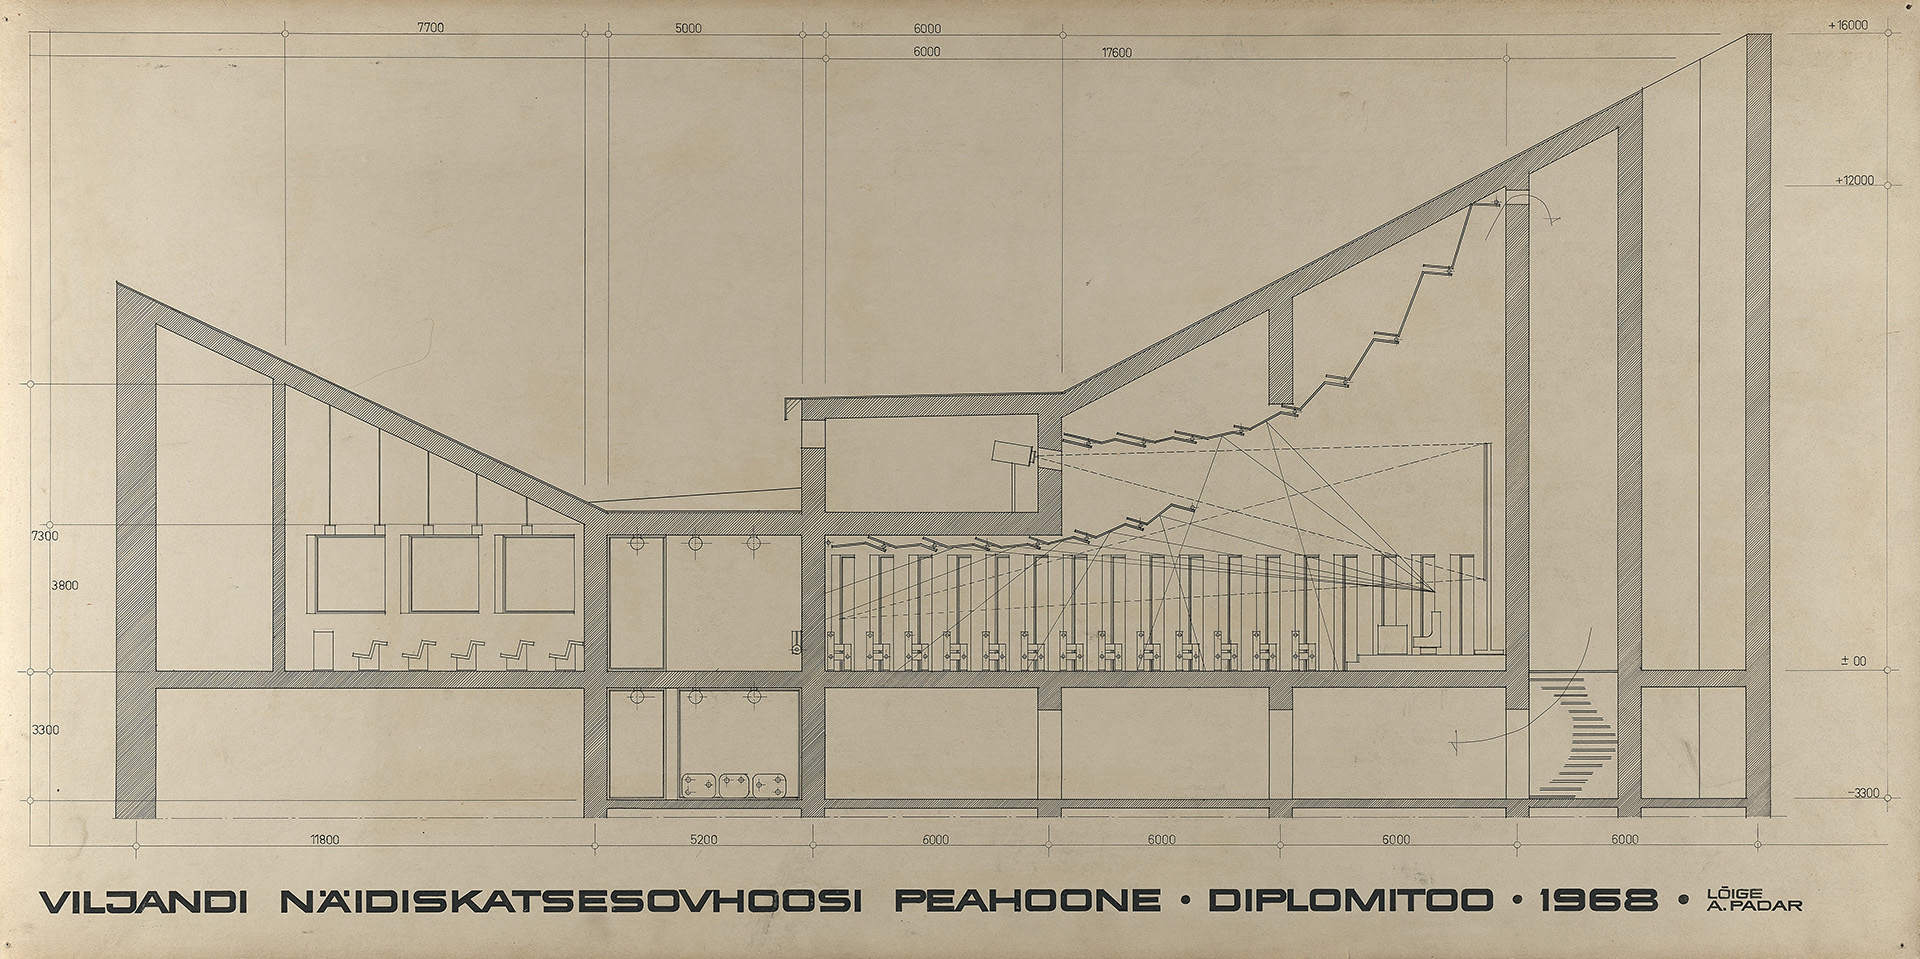 7700 5000 6000 +16000
6000 17600
+12000
7300
3800
± 00
3300
-3300
11800 5200 6000 6000 6000 6000
VILJANDI NÄIDISKATSESOVHOOSI PEAHOONE • DIPLOMITOO • 1968 • LÕIGE
A. PADAR